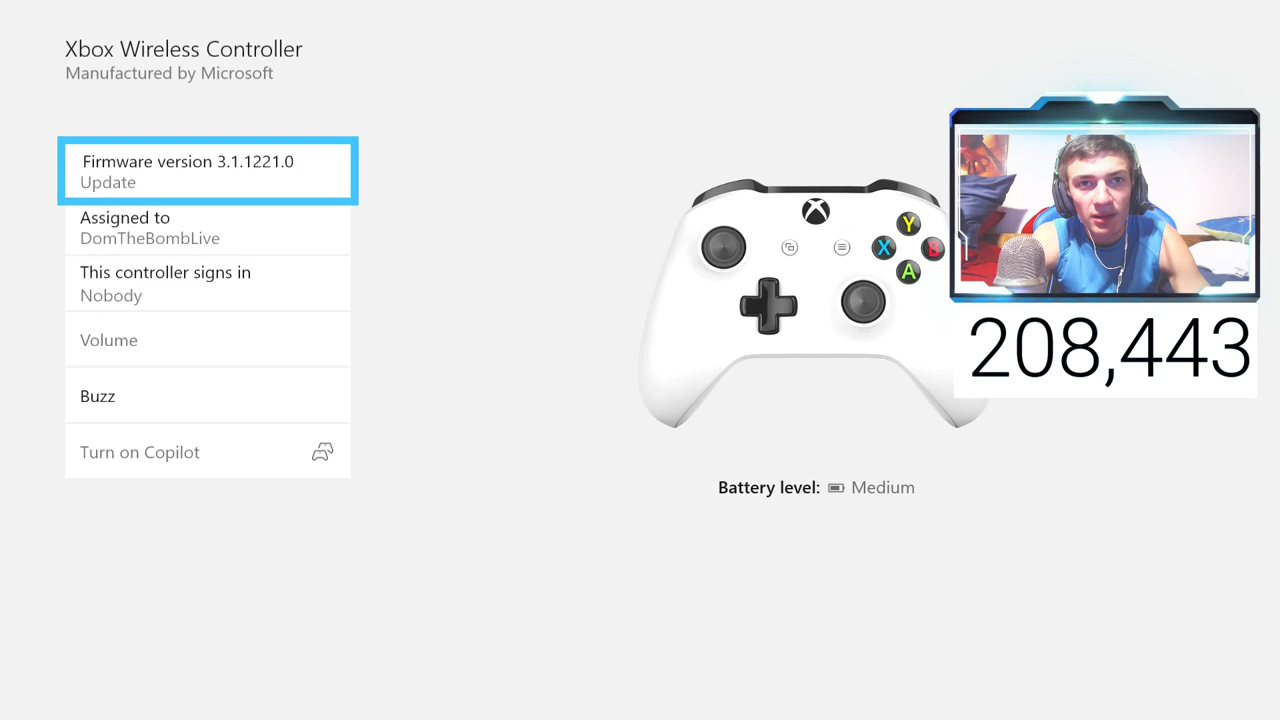 Xbox Wireless Controller
Manufactured by Microsoft
Firmware version 3.1.1221.0
Update
Assigned to
DomTheBombLive
This controller signs in
Nobody
Volume
Buzz
Turn on Copilot
Y
X
B
A
208,443
Battery level: Medium